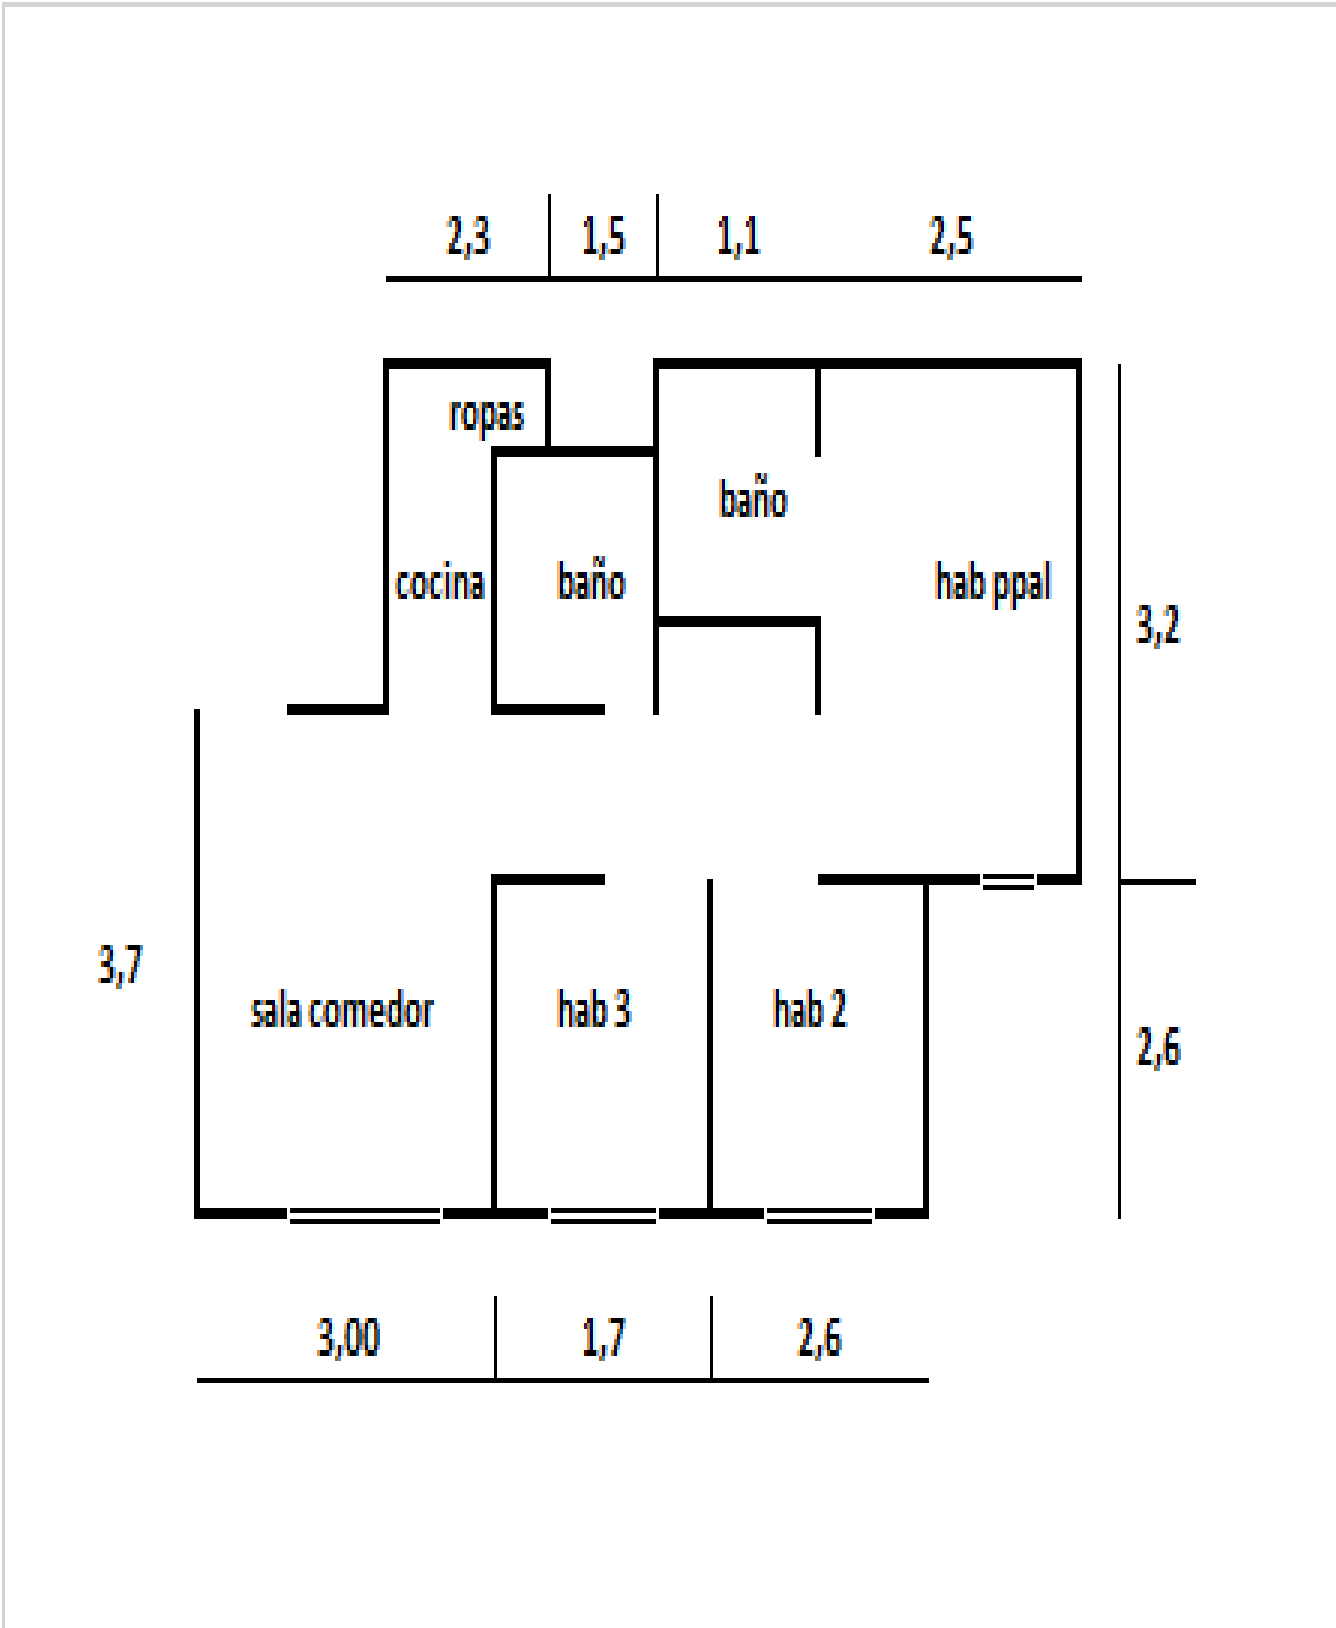 2,3 1,5 1,1 2,5
ropas
baño
cocina baño hab ppal
3,2
3,7
sala comedor hab 3 hab 2
2,6
3,00 1,7 2,6